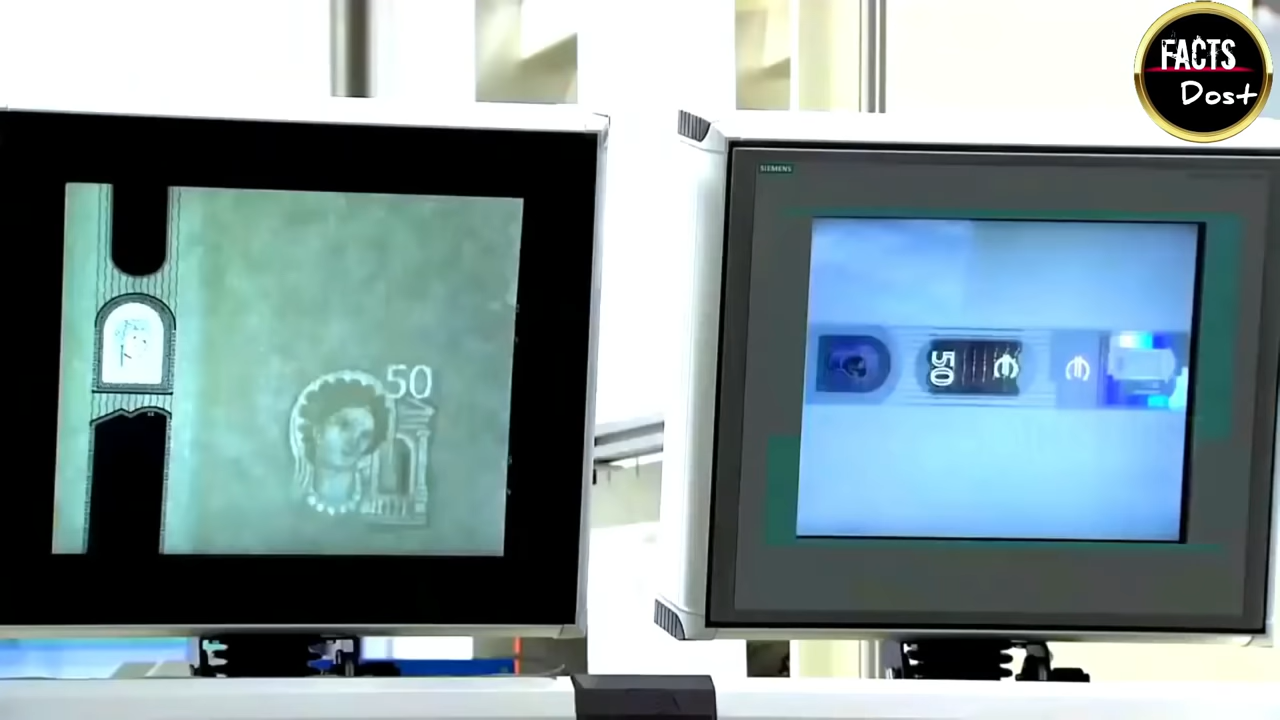 FACTS
Dost
SIEMENS
50
50 €
€